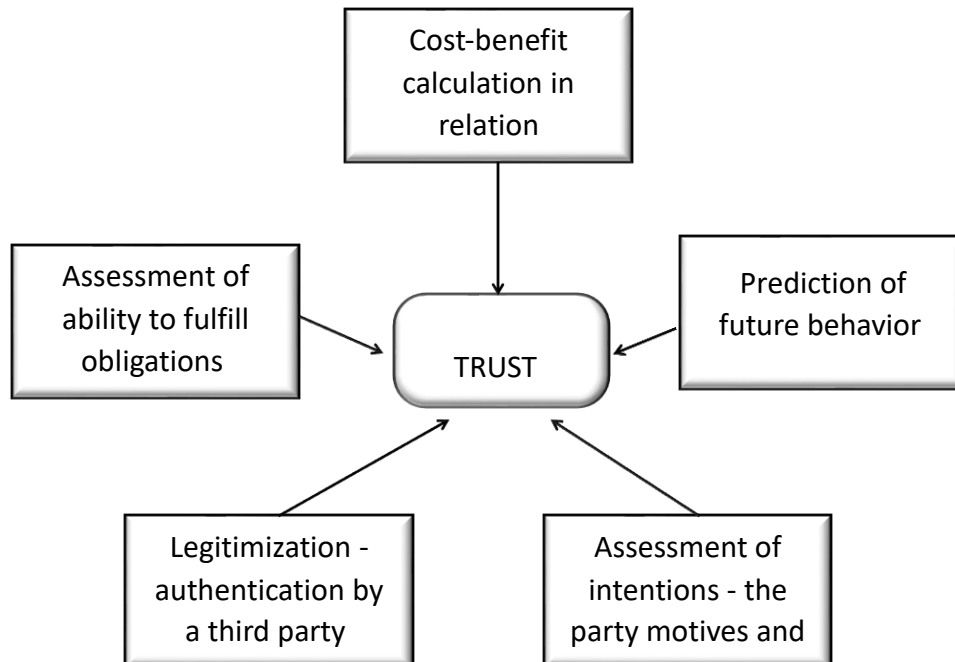 Cost-benefit
calculation in
relation
Assessment of
ability to fulfill
obligations
Prediction of
future behavior
TRUST
Legitimization -
authentication by
a third party
Assessment of
intentions - the
party motives and